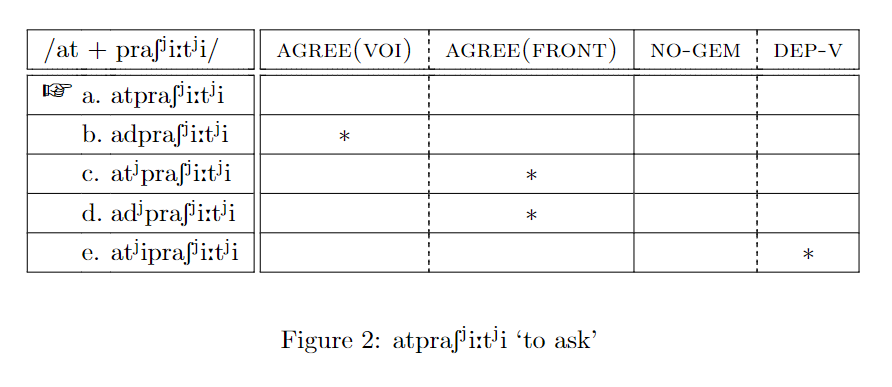 /at + praʃʲiːtʲi/ AGREE(VOI) AGREE(FRONT) NO-GEM DEP-V
☞ a. atpraʃʲiːtʲi
b. adpraʃʲiːtʲi *
c. atʲpraʃʲiːtʲi *
d. adʲpraʃʲiːtʲi *
e. atʲipraʃʲiːtʲi *
Figure 2: atpraʃʲiːtʲi ‘to ask’